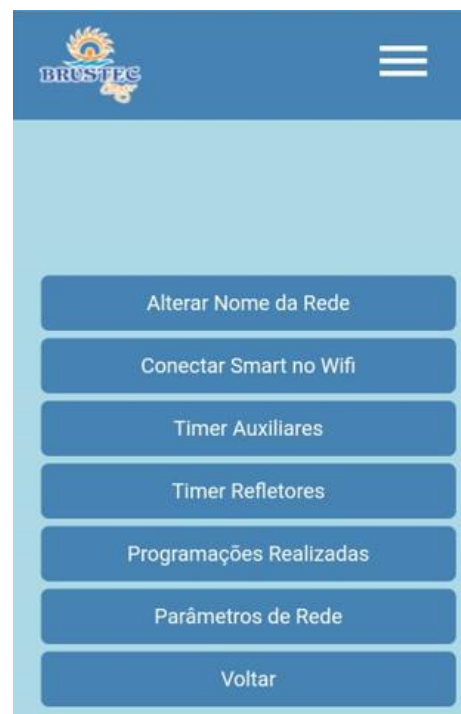 BRUSTEC
Alterar Nome da Rede
Conectar Smart no Wifi
Timer Auxiliares
Timer Refletores
Programações Realizadas
Parâmetros de Rede
Voltar